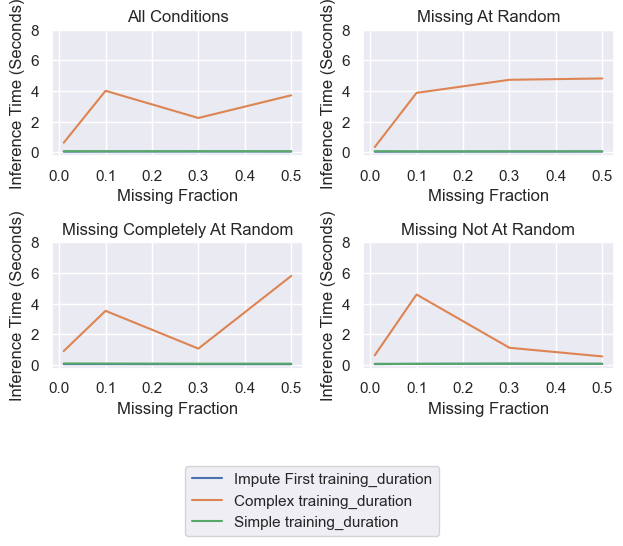 All Conditions
Inference Time (Seconds)
8
6
4
2
0
0.0 0.1 0.2 0.3 0.4 0.5
Missing Fraction
Missing At Random
Inference Time (Seconds)
8
6
4
2
0
0.0 0.1 0.2 0.3 0.4 0.5
Missing Fraction
Missing Completely At Random
Inference Time (Seconds)
8
6
4
2
0
0.0 0.1 0.2 0.3 0.4 0.5
Missing Fraction
Missing Not At Random
Inference Time (Seconds)
8
6
4
2
0
0.0 0.1 0.2 0.3 0.4 0.5
Missing Fraction
Impute First training_duration
Complex training_duration
Simple training_duration